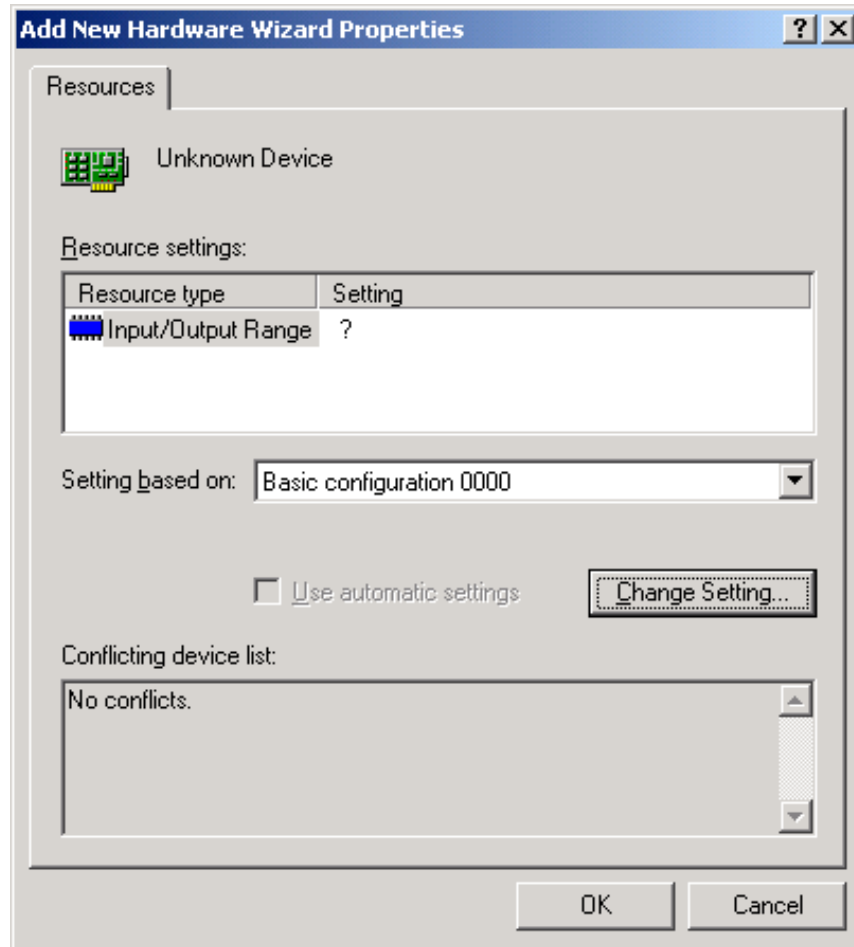 Add New Hardware Wizard Properties
Resources
Unknown Device
Resource settings:
Resource type Setting
Input/Output Range ?
Setting based on: Basic configuration 0000
Use automatic settings Change Setting...
Conflicting device list:
No conflicts.
OK Cancel